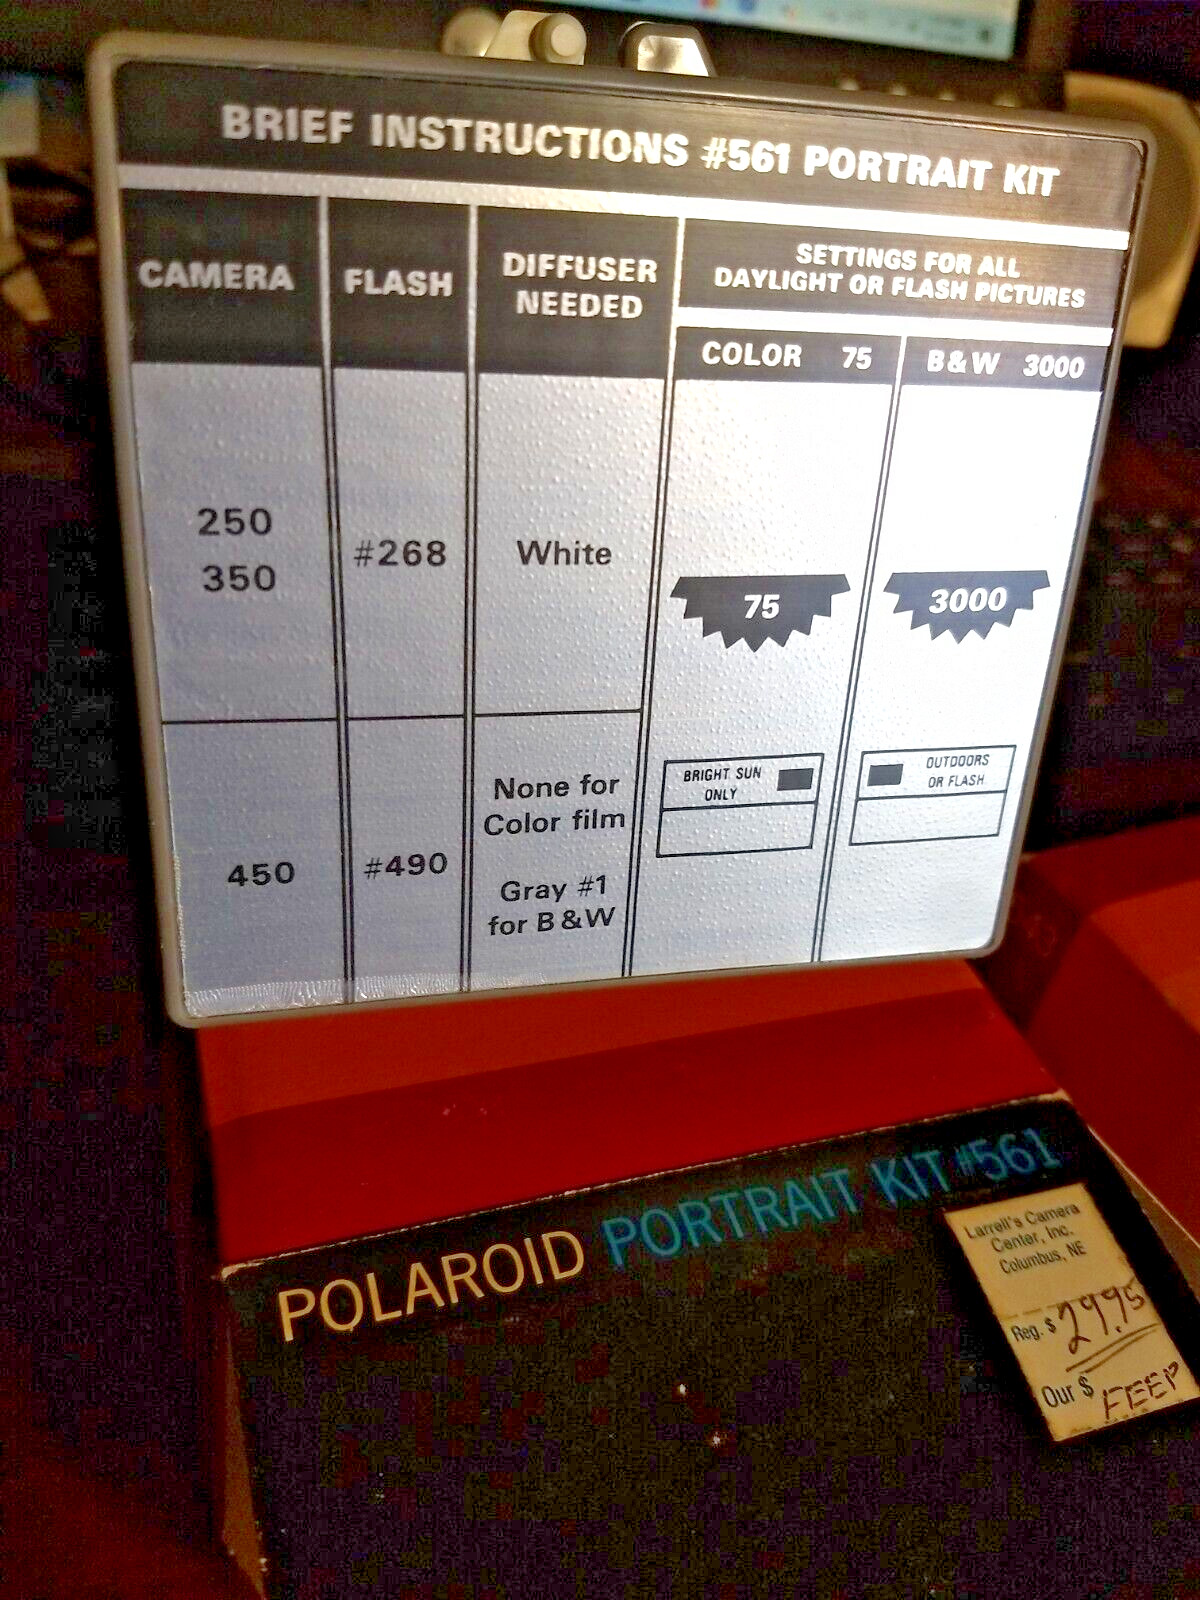 BRIEF INSTRUCTIONS #561 PORTRAIT KIT
CAMERA
FLASH
DIFFUSER
NEEDED
SETTINGS FOR ALL
DAYLIGHT OR FLASH PICTURES
COLOR 75
B&W 3000
250
350
#268
White
75
3000
450
#490
None for
Color film
Gray #1
for B&W
BRIGHT SUN
ONLY
OUTDOORS
OR FLASH
POLAROID PORTRAIT KIT #561
Larrell's Camera
Center, Inc.
Columbus, NE
Reg. $ 29.95
Our $